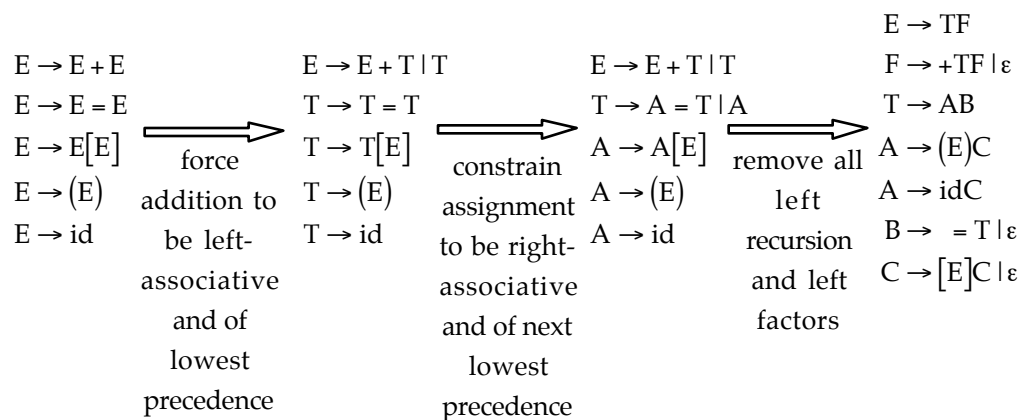 E → E + E
E → E = E
E → E[E]
E → (E)
E → id
force
addition to
be left-
associative
and of
lowest
precedence
E → E + T | T
T → T = T
T → T[E]
T → (E)
T → id
constrain
assignment
to be right-
associative
and of next
lowest
precedence
E → E + T | T
T → A = T | A
A → A[E]
A → (E)
A → id
remove all
left
recursion
and left
factors
E → TF
F → +TF | ε
T → AB
A → (E)C
A → idC
B → = T | ε
C → [E]C | ε